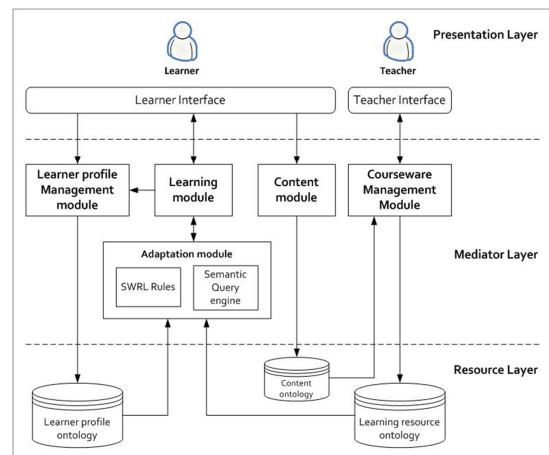 Presentation Layer
Learner
Teacher
Learner Interface
Teacher Interface
Learner profile
Management
module
Learning
module
Content
module
Courseware
Management
Module
Adaptation module
SWRL Rules
Semantic
Query
engine
Mediator Layer
Resource Layer
Learner profile
ontology
Content
ontology
Learning resource
ontology